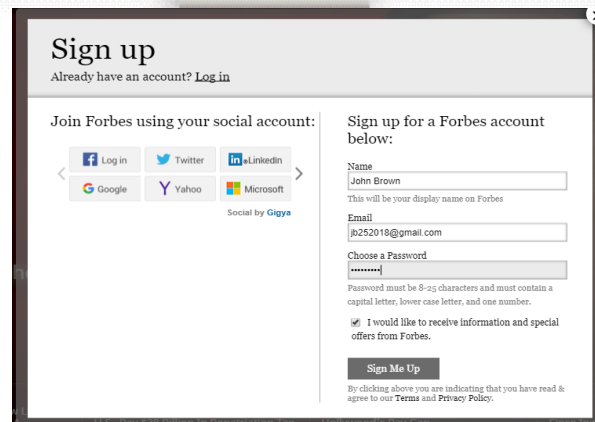 Sign up
Already have an account? Log in
Join Forbes using your social account:
Log in
Twitter
Linkedin
Google
Yahoo
Microsoft
Social by Gigya
Sign up for a Forbes account
below:
Name
John Brown
This will be your display name on Forbes
Email
jb252018@gmail.com
Choose a Password
•••••••••
Password must be 8-25 characters and must contain a
capital letter, lower case letter, and one number.
I would like to receive information and special
offers from Forbes.
Sign Me Up
By clicking above you are indicating that you have read &
agree to our Terms and Privacy Policy.